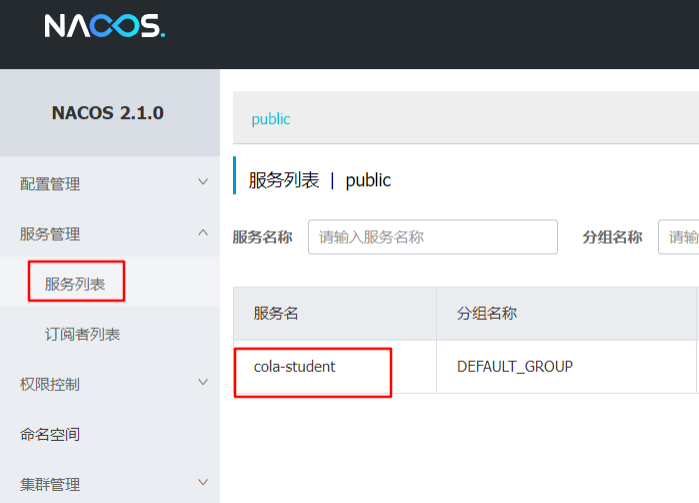 NACOS.
NACOS 2.1.0
public
配置管理
服务列表 | public
服务管理
服务名称 请输入服务名称 分组名称 请输
服务列表
服务名 分组名称
订阅者列表
cola-student DEFAULT_GROUP
权限控制
命名空间
集群管理